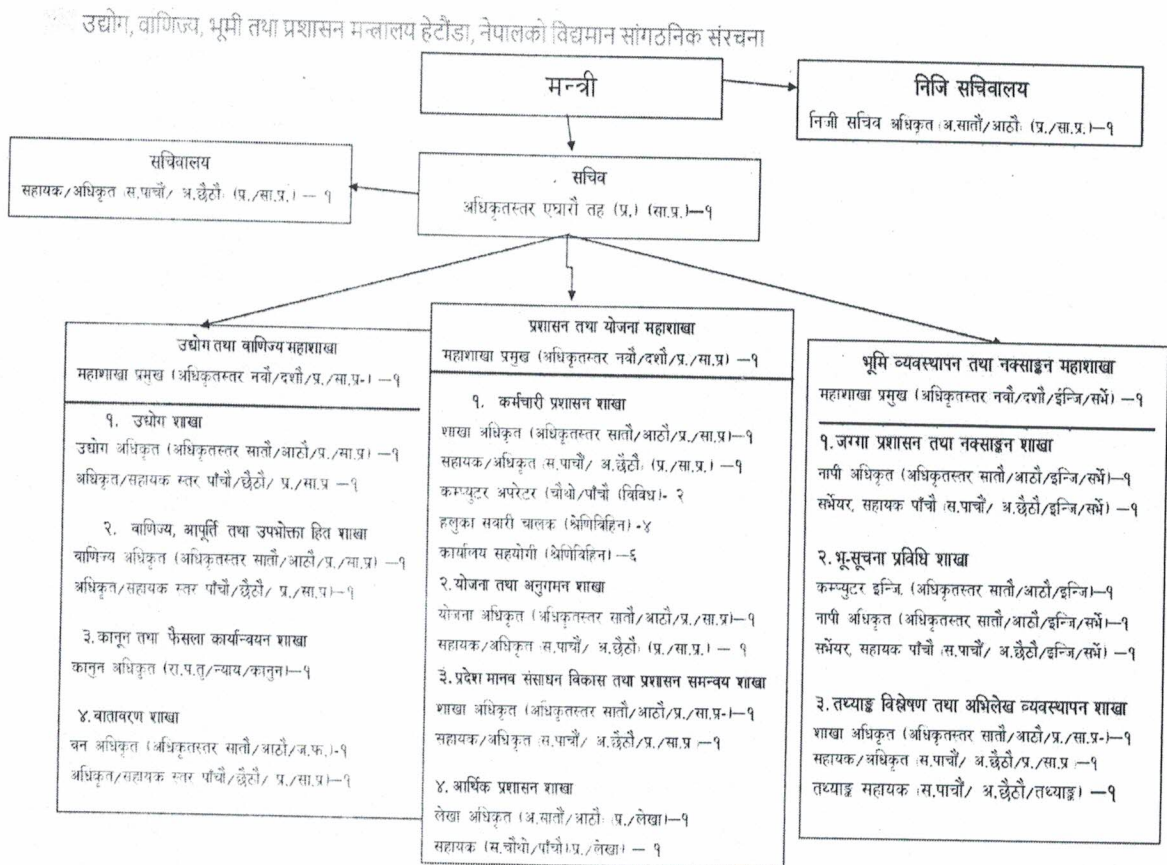 उद्योग, वाणिज्य, भूमी तथा प्रशासन मन्त्रालय हेटौंडा, नेपालको विद्यमान सांगठनिक संरचना
मन्त्री
निजि सचिवालय
निजी सचिव अधिकृत (अ.सातौ/आठौ) (प्र./सा.प्र.)—१
सचिवालय
सहायक/अधिकृत (स.पाचौ/ अ.छैठौ) (प्र./सा.प्र.) — १
सचिव
अधिकृतस्तर एघारौ तह (प्र.) (सा.प्र.)—१
उद्योग तथा वाणिज्य महाशाखा
महाशाखा प्रमुख (अधिकृतस्तर नवौ/दशौ/प्र./सा.प्र-) —१
१. उद्योग शाखा
उद्योग अधिकृत (अधिकृतस्तर सातौ/आठौ/प्र./सा.प्र) —१
अधिकृत/सहायक स्तर पाँचौ/छैठौ/ प्र./सा.प्र —१
२. वाणिज्य, आपूर्ति तथा उपभोक्ता हित शाखा
वाणिज्य अधिकृत (अधिकृतस्तर सातौ/आठौ/प्र./सा.प्र) —१
अधिकृत/सहायक स्तर पाँचौ/छैठौ/ प्र./सा.प्र)—१
३.कानून तथा फैसला कार्यान्वयन शाखा
कानुन अधिकृत (रा.प.तृ/न्याय/कानुन)—१
४.वातावरण शाखा
वन अधिकृत (अधिकृतस्तर सातौ/आठौ/ज.फ.)-१
अधिकृत/सहायक स्तर पाँचौ/छैठौ/ प्र./सा.प्र)—१
प्रशासन तथा योजना महाशाखा
महाशाखा प्रमुख (अधिकृतस्तर नवौ/दशौ/प्र./सा.प्र) —१
१. कर्मचारी प्रशासन शाखा
शाखा अधिकृत (अधिकृतस्तर सातौ/आठौ/प्र./सा.प्र)—१
सहायक/अधिकृत (स.पाचौ/ अ.छैठौ) (प्र./सा.प्र.) —१
कम्प्युटर अपरेटर (चौथो/पाँचौ (विविध)- २
हलुका सवारी चालक (श्रेणिविहिन) -४
कार्यालय सहयोगी (श्रेणिविहिन) —६
२.योजना तथा अनुगमन शाखा
योजना अधिकृत (अधिकृतस्तर सातौ/आठौ/प्र./सा.प्र)—१
सहायक/अधिकृत (स.पाचौ/ अ.छैठौ) (प्र./सा.प्र.) — १
३.प्रदेश मानव संसाधन विकास तथा प्रशासन समन्वय शाखा
शाखा अधिकृत (अधिकृतस्तर सातौ/आठौ/प्र./सा.प्र-)—१
सहायक/अधिकृत (स.पाचौ/ अ.छैठौ/प्र./सा.प्र)—१
४.आर्थिक प्रशासन शाखा
लेखा अधिकृत (अ.सातौ/आठौ) (प्र./लेखा)—१
सहायक (स.चौथो/पाँचौ).प्र./लेखा) — १
भूमि व्यवस्थापन तथा नक्साङ्कन महाशाखा
महाशाखा प्रमुख (अधिकृतस्तर नवौ/दशौ/ईन्जि/सर्भे) —१
१.जग्गा प्रशासन तथा नक्साङ्कन शाखा
नापी अधिकृत (अधिकृतस्तर सातौ/आठौ/इन्जि/सर्भे)—१
सर्भेयर, सहायक पाँचौ (स.पाचौ/ अ.छैठौ/इन्जि/सर्भे) —१
२.भू-सूचना प्रविधि शाखा
कम्प्युटर इन्जि. (अधिकृतस्तर सातौ/आठौ/इन्जि)—१
नापी अधिकृत (अधिकृतस्तर सातौ/आठौ/इन्जि/सर्भे)—१
सर्भेयर, सहायक पाँचौ (स.पाचौ/ अ.छैठौ/इन्जि/सर्भे) —१
३.तथ्याङ्क विश्लेषण तथा अभिलेख व्यवस्थापन शाखा
शाखा अधिकृत (अधिकृतस्तर सातौ/आठौ/प्र./सा.प्र-)—१
सहायक/अधिकृत (स.पाचौ/ अ.छैठौ/प्र./सा.प्र)—१
तथ्याङ्क सहायक (स.पाचौ/ अ.छैठौ/तथ्याङ्क) —१